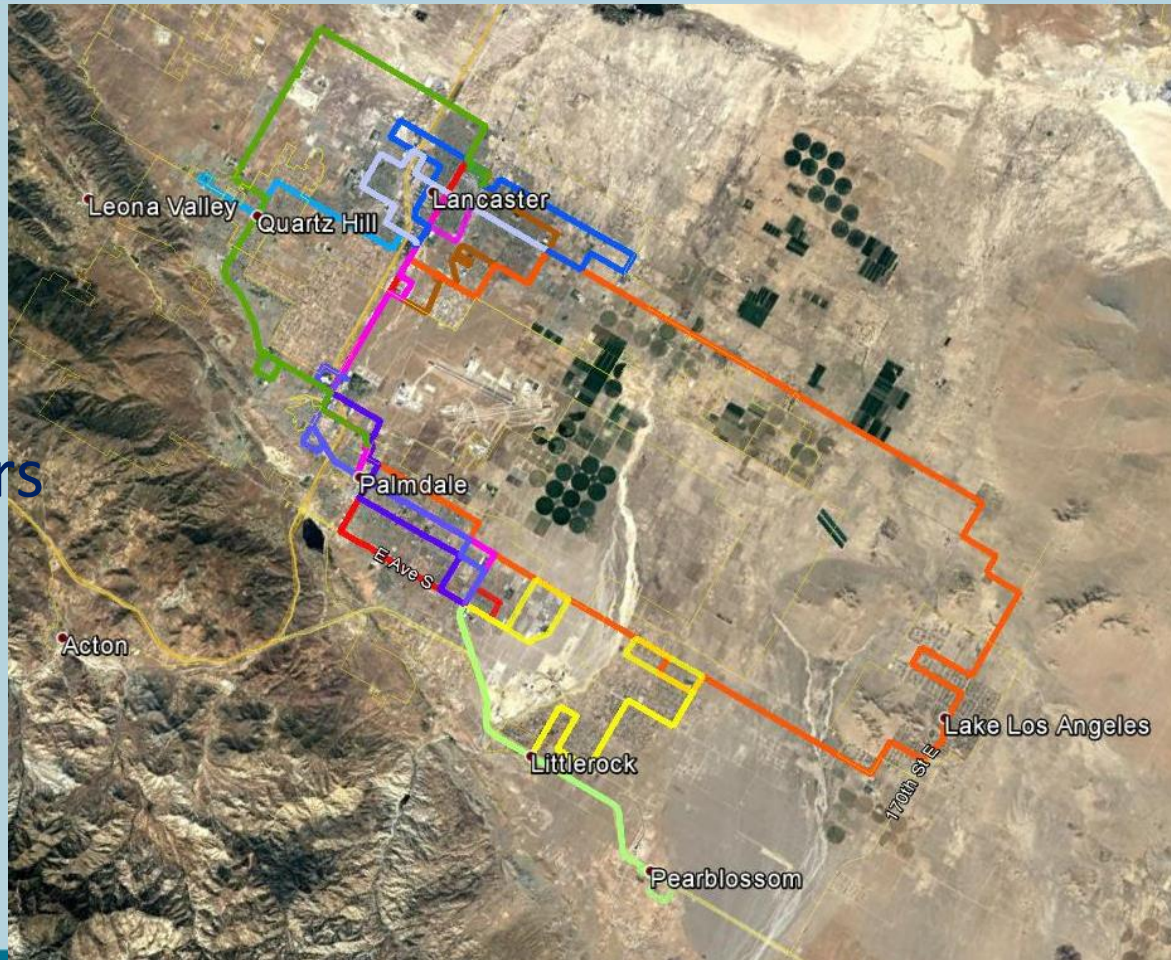 Lancaster
Leona Valley
Quartz Hill
rs
Palmdale
E Ave S
Acton
Lake Los Angeles
170th St E
Littlerock
Pearblossom